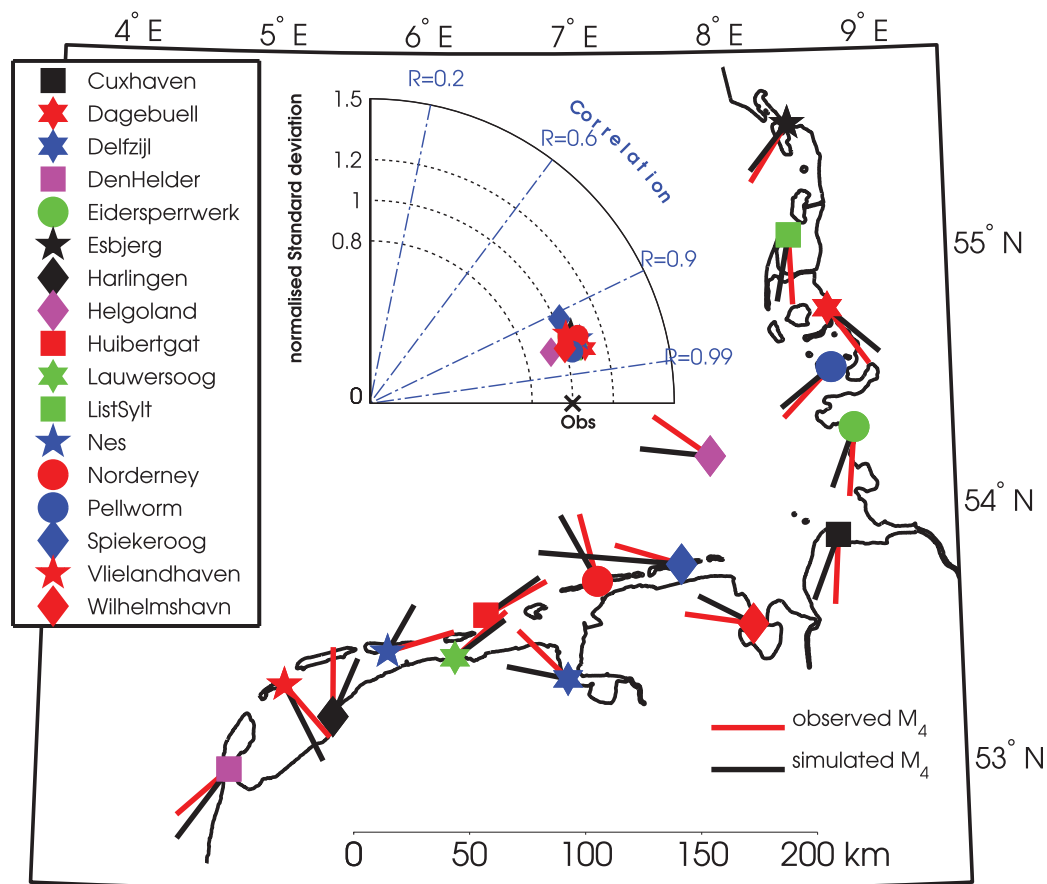 4° E 5° E 6° E 7° E 8° E 9° E
Cuxhaven
Dagebuell
Delfzijl
DenHelder
Eidersperrwerk
Esbjerg
Harlingen
Helgoland
Huibertgat
Lauwersoog
ListSylt
Nes
Norderney
Pellworm
Spiekeroog
Vlielandhaven
Wilhelmshavn
normalised Standard deviation
1.5
1.2
1
0.8
0
R=0.2
R=0.6
R=0.9
R=0.99
Correlation
Obs
55° N
54° N
53° N
observed M4
simulated M4
0 50 100 150 200 km